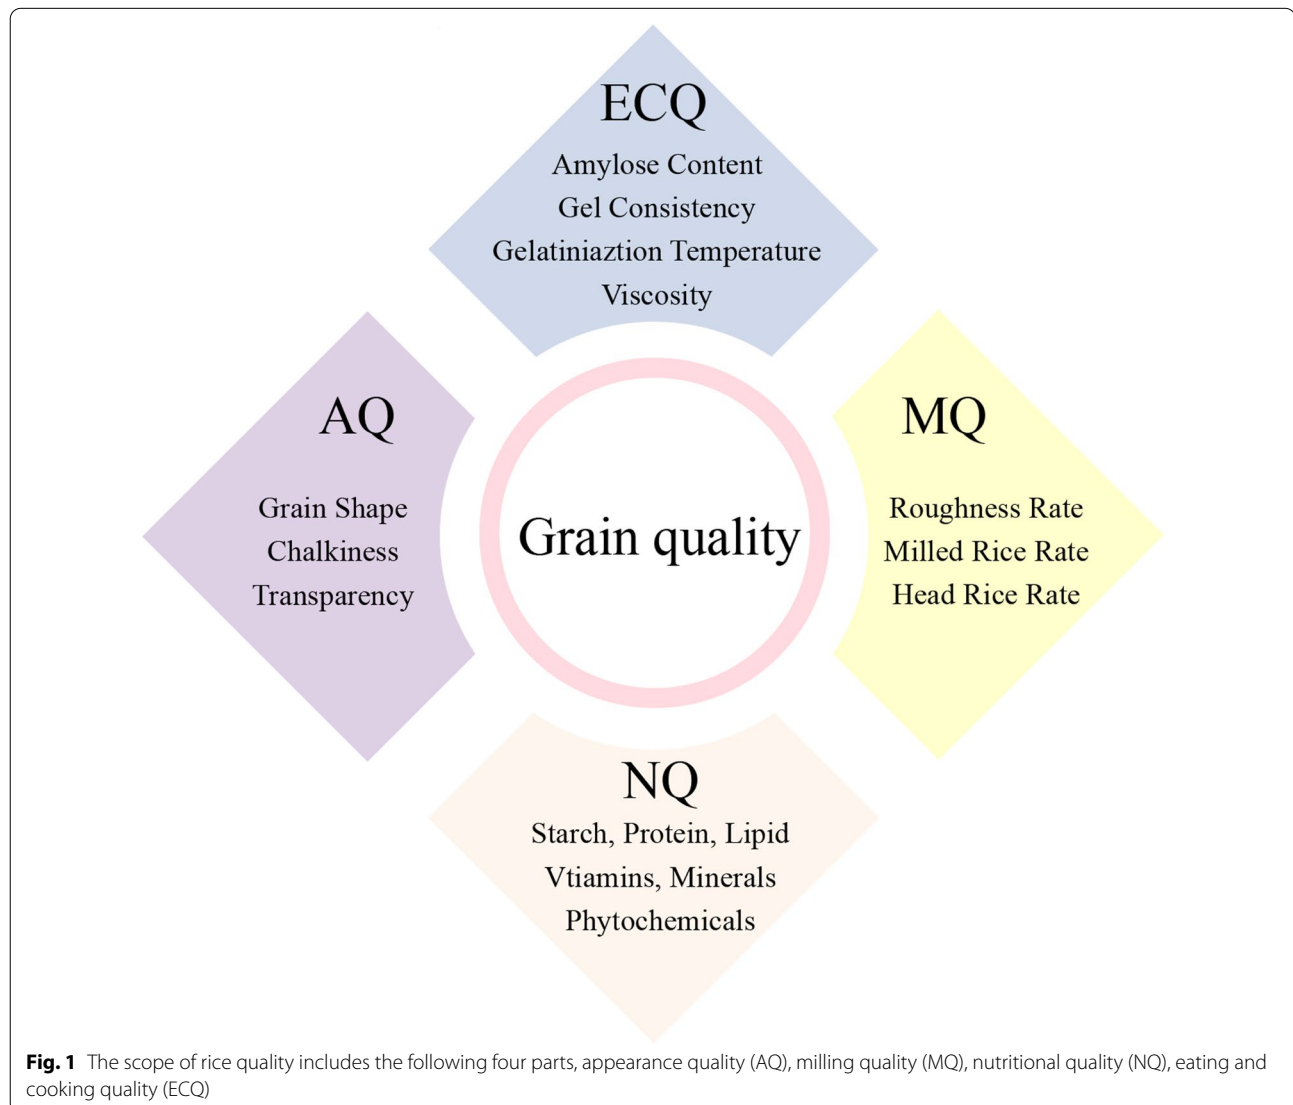 ECQ
Amylose Content
Gel Consistency
Gelatiniaztion Temperature
Viscosity
AQ
Grain Shape
Chalkiness
Transparency
Grain quality
MQ
Roughness Rate
Milled Rice Rate
Head Rice Rate
NQ
Starch, Protein, Lipid
Vtiamins, Minerals
Phytochemicals
Fig. 1 The scope of rice quality includes the following four parts, appearance quality (AQ), milling quality (MQ), nutritional quality (NQ), eating and
cooking quality (ECQ)